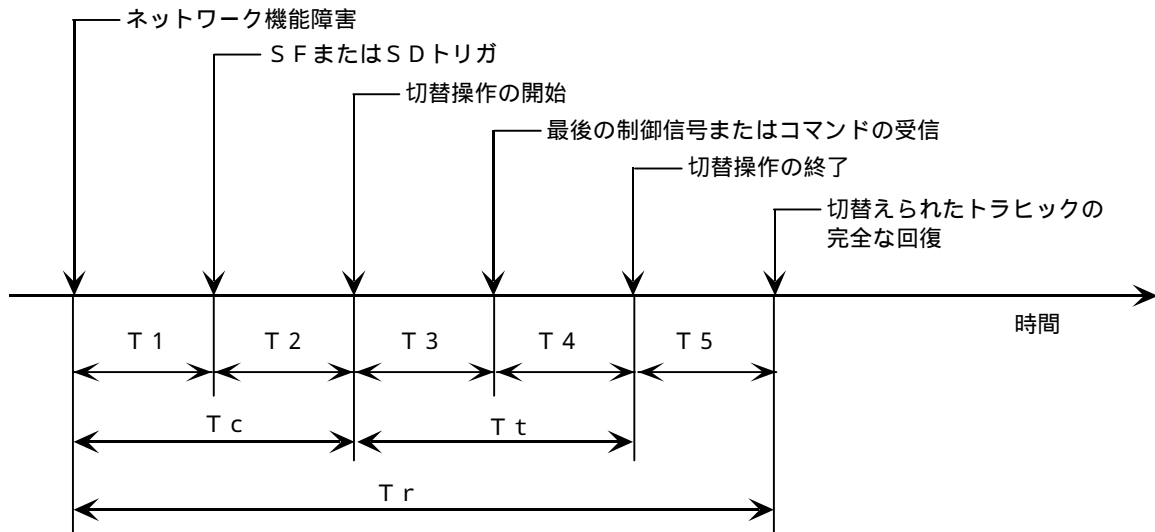 ネットワーク機能障害
ＳＦまたはＳＤトリガ
切替操作の開始
最後の制御信号またはコマンドの受信
切替操作の終了
切替えられたトラヒックの
完全な回復
時間
Ｔ１
Ｔ２
Ｔ３
Ｔ４
Ｔ５
Ｔｃ
Ｔｔ
Ｔｒ